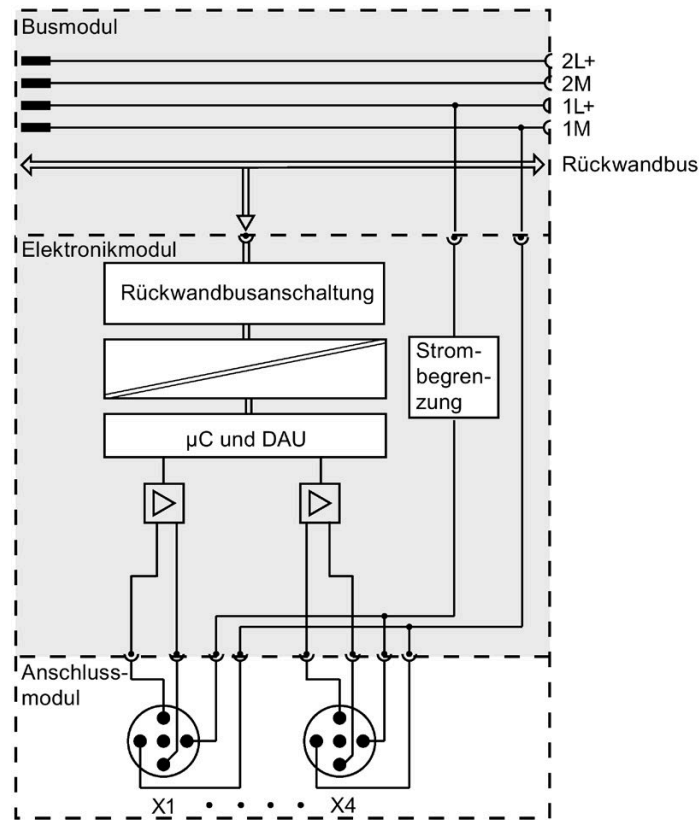 Busmodul
2L+
2M
1L+
1M
Rückwandbus
Elektronikmodul
Rückwandbusanschaltung
Strom-
begren-
zung
µC und DAU
Anschluss-
modul
X1 • • • • X4